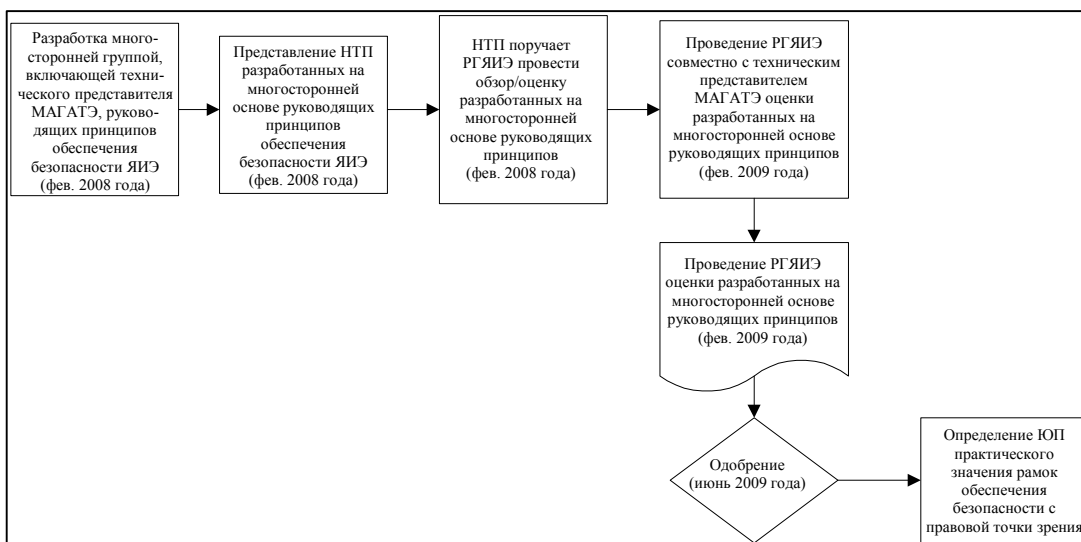 Разработка много-
сторонней группой,
включающей техни-
ческого представителя
МАГАТЭ, руково-
дящих принципов
обеспечения
безопасности ЯИЭ
(фев. 2008 года)
Представление НТП
разработанных на
многосторонней
основе руководящих
принципов
обеспечения
безопасности ЯИЭ
(фев. 2008 года)
НТП поручает
РГЯИЭ провести
обзор/оценку
разработанных на
многосторонней
основе руководящих
принципов
(фев. 2008 года)
Проведение РГЯИЭ
совместно с техническим
представителем
МАГАТЭ оценки
разработанных на
многосторонней основе
руководящих принципов
(фев. 2009 года)
Проведение РГЯИЭ
оценки разработанных на
многосторонней основе
руководящих принципов
(фев. 2009 года)
Одобрение
(июнь 2009 года)
Определение ЮП
практического
значения рамок
обеспечения
безопасности с
правовой точки зрения